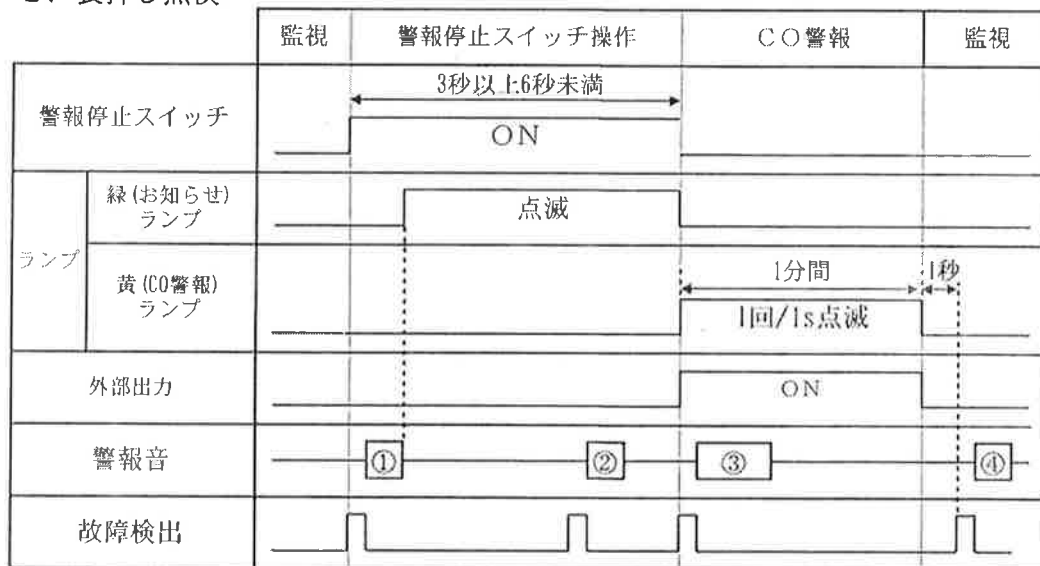 監視 警報停止スイッチ操作 CO警報 監視
警報停止スイッチ
3秒以上6秒未満
ON
ランプ
緑(お知らせ)
ランプ
点滅
黄(CO警報)
ランプ
1分間
1秒
1回/1s点滅
外部出力
ON
警報音
① ② ③ ④
故障検出